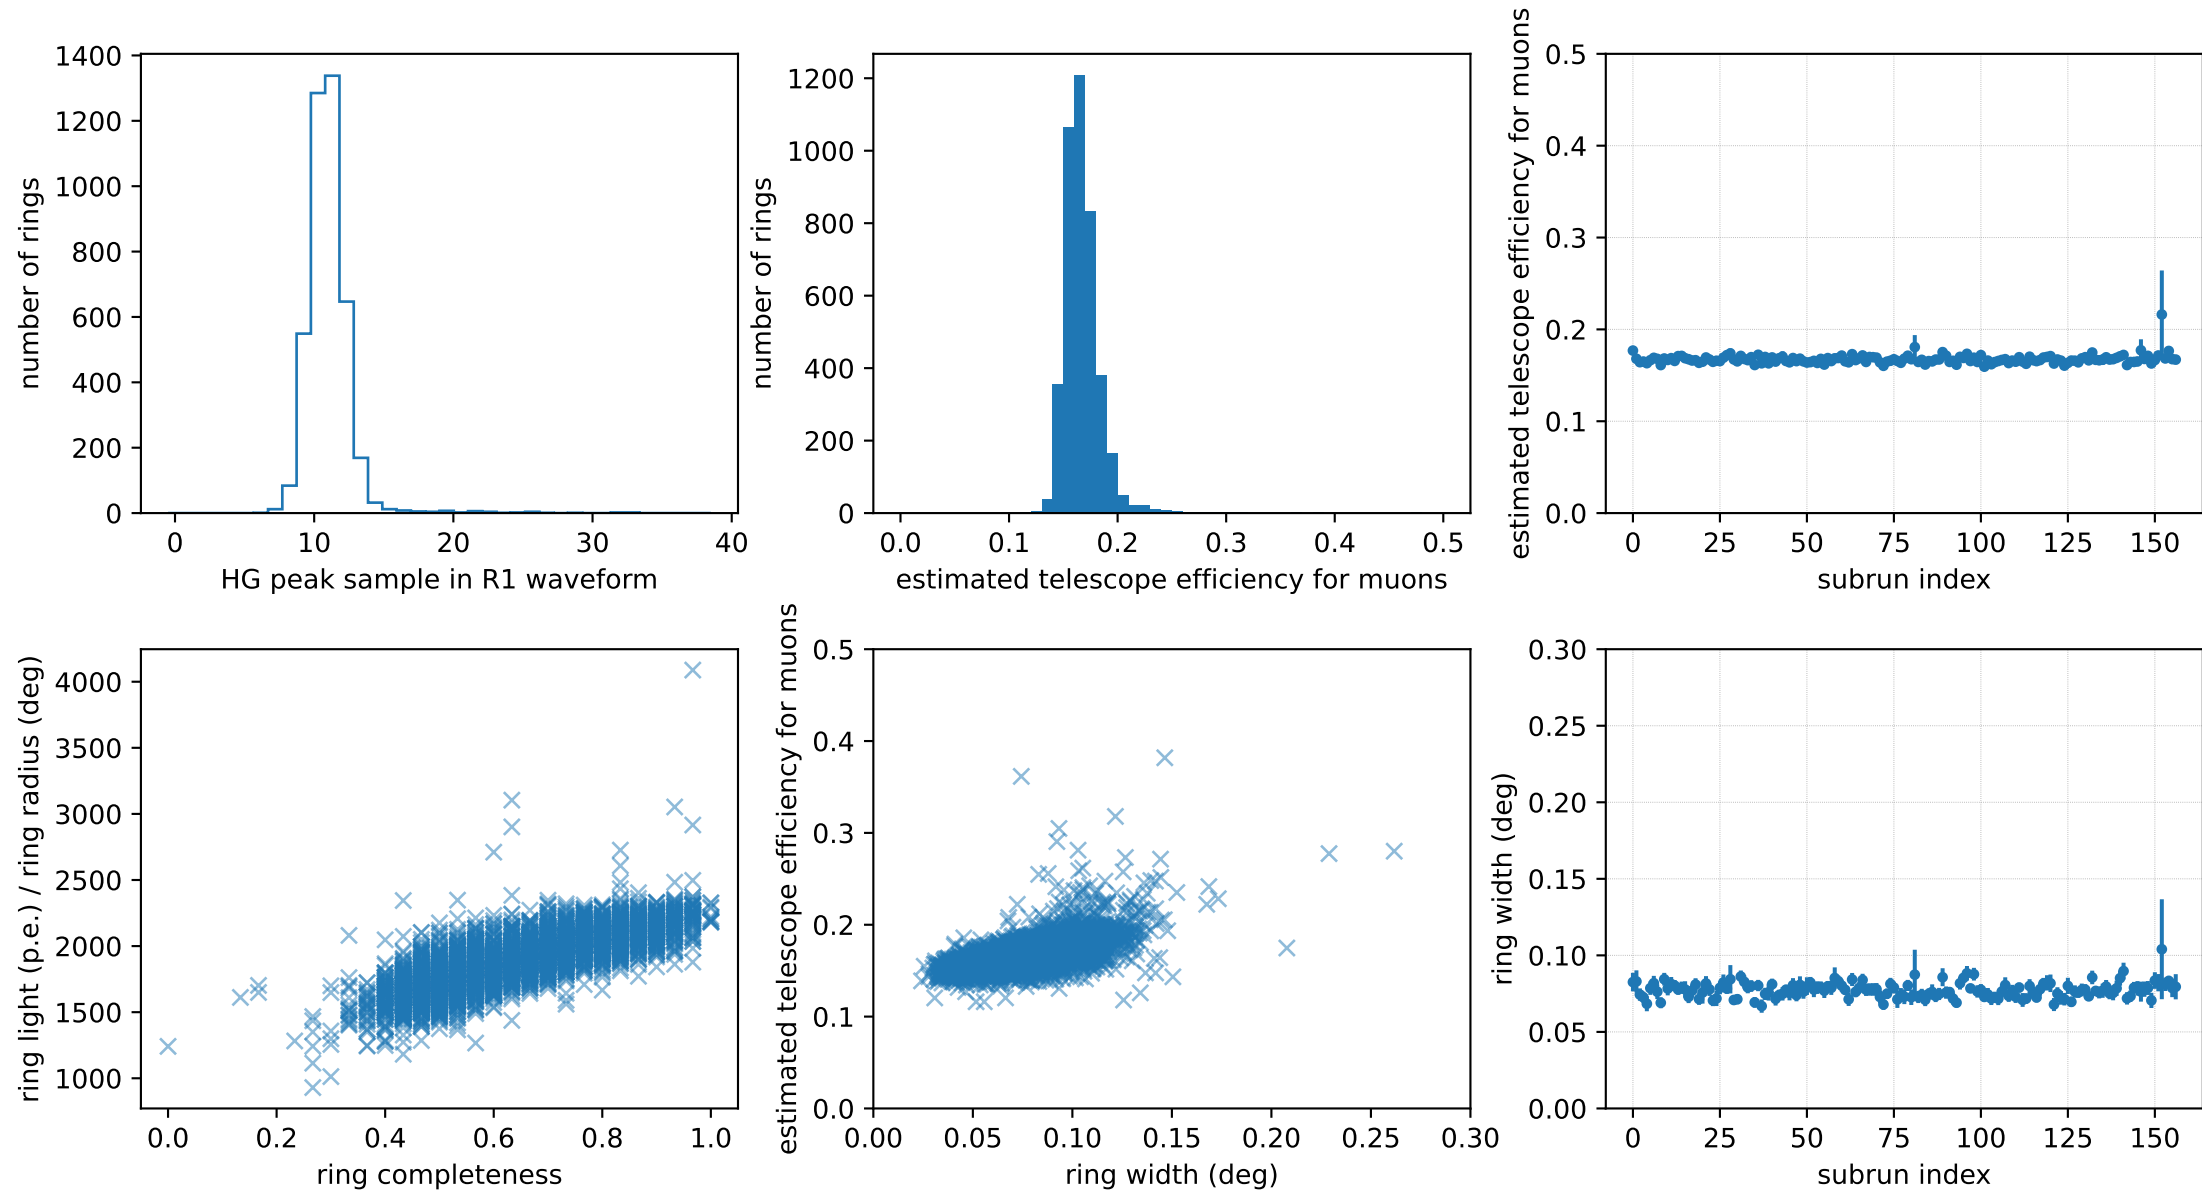 number of rings
1400
1200
1000
800
600
400
200
0
0 10 20 30 40
HG peak sample in R1 waveform
number of rings
1200
1000
800
600
400
200
0
0.0 0.1 0.2 0.3 0.4 0.5
estimated telescope efficiency for muons
estimated telescope efficiency for muons
0.5
0.4
0.3
0.2
0.1
0.0
0 25 50 75 100 125 150
subrun index
ring light (p.e.) / ring radius (deg)
4000
3500
3000
2500
2000
1500
1000
0.0 0.2 0.4 0.6 0.8 1.0
ring completeness
estimated telescope efficiency for muons
0.5
0.4
0.3
0.2
0.1
0.0
0.00 0.05 0.10 0.15 0.20 0.25 0.30
ring width (deg)
ring width (deg)
0.30
0.25
0.20
0.15
0.10
0.05
0.00
0 25 50 75 100 125 150
subrun index